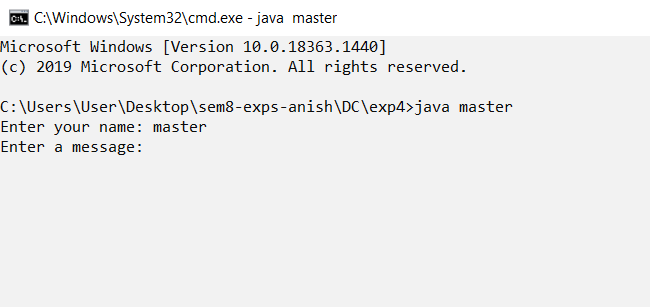 C:\Windows\System32\cmd.exe - java  master
Microsoft Windows [Version 10.0.18363.1440]
(c) 2019 Microsoft Corporation. All rights reserved.
C:\Users\User\Desktop\sem8-exps-anish\DC\exp4>java master
Enter your name: master
Enter a message: